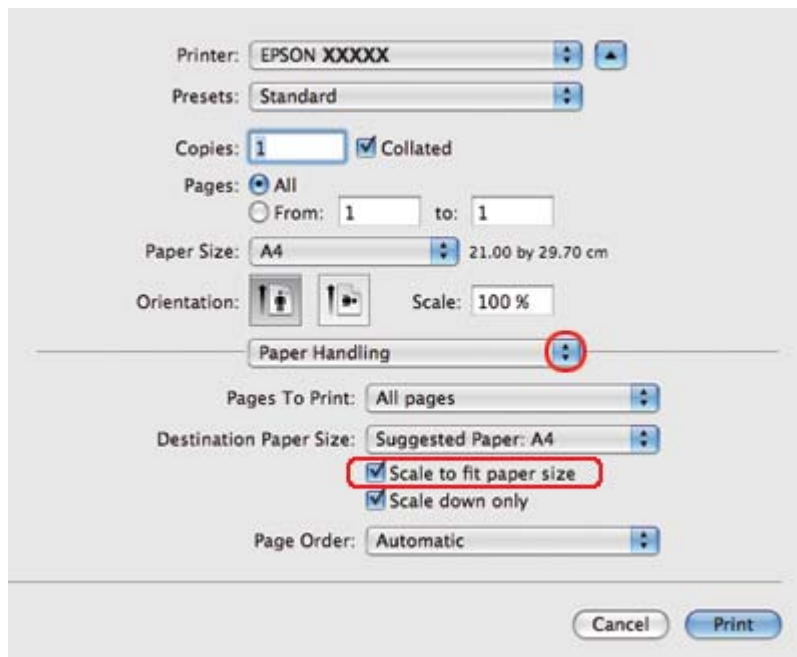 Printer: EPSON XXXXX
Presets: Standard
Copies: 1 Collated
Pages: All
From: 1 to: 1
Paper Size: A4 21.00 by 29.70 cm
Orientation: Scale: 100 %
Paper Handling
Pages To Print: All pages
Destination Paper Size: Suggested Paper: A4
Scale to fit paper size
Scale down only
Page Order: Automatic
Cancel Print